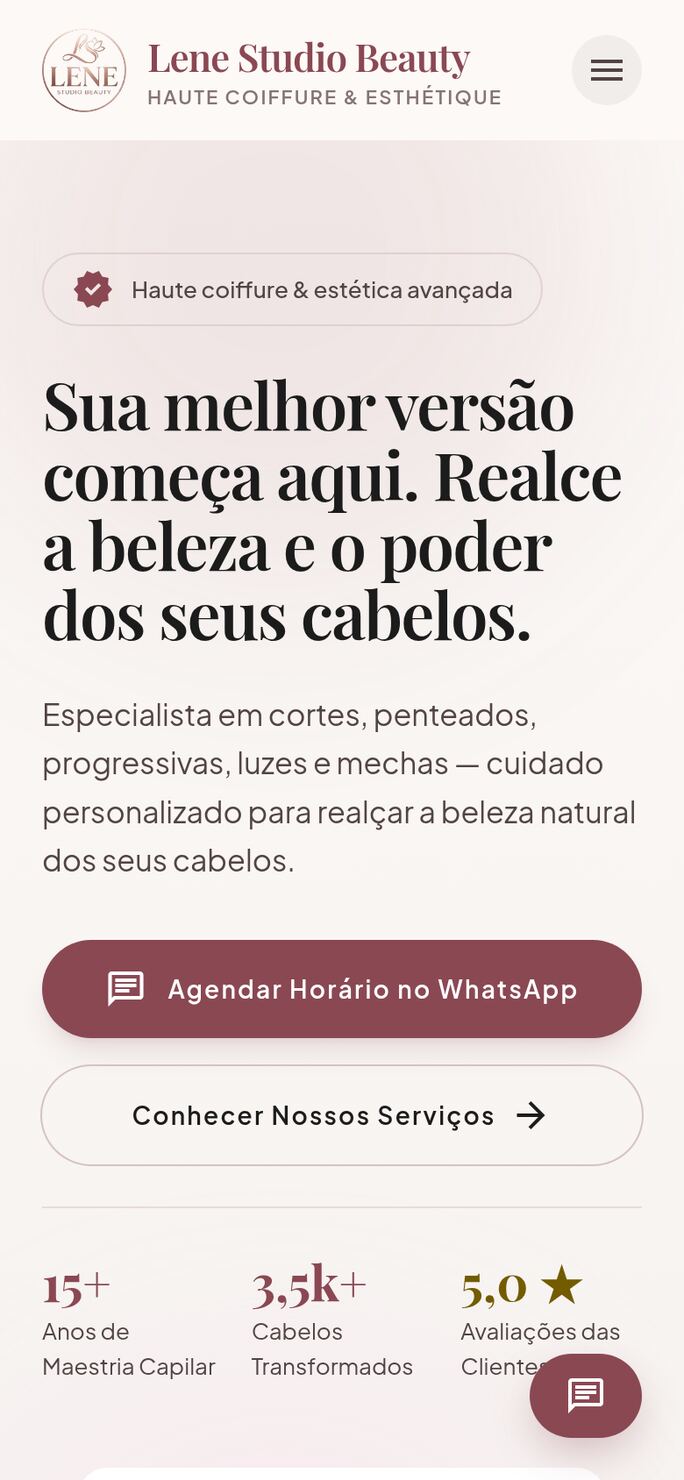 LENE
STUDIO BEAUTY
Lene Studio Beauty
HAUTE COIFFURE & ESTHÉTIQUE
Haute coiffure & estética avançada
Sua melhor versão
começa aqui. Realce
a beleza e o poder
dos seus cabelos.
Especialista em cortes, penteados,
progressivas, luzes e mechas — cuidado
personalizado para realçar a beleza natural
dos seus cabelos.
Agendar Horário no WhatsApp
Conhecer Nossos Serviços →
15+
Anos de
Maestria Capilar
3,5k+
Cabelos
Transformados
5,0 ★
Avaliações das
Clientes